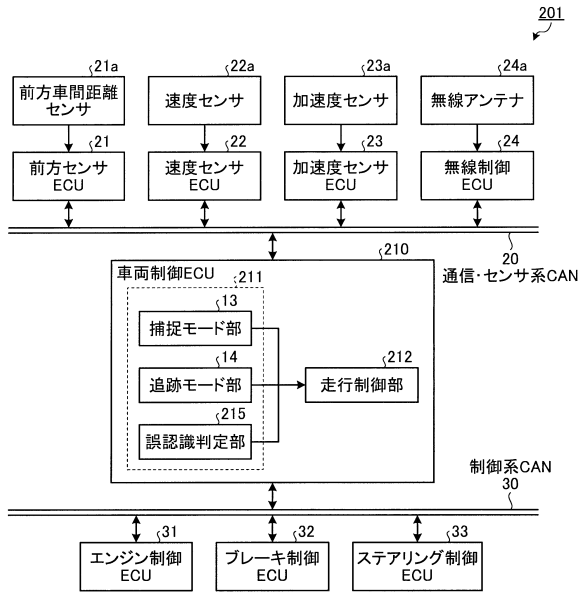 201
21a
22a
23a
24a
前方車間距離
センサ
速度センサ
加速度センサ
無線アンテナ
21
22
23
24
前方センサ
ECU
速度センサ
ECU
加速度センサ
ECU
無線制御
ECU
20
通信・センサ系CAN
210
車両制御ECU
211
13
捕捉モード部
14
追跡モード部
215
誤認識判定部
212
走行制御部
制御系CAN
30
31
32
33
エンジン制御
ECU
ブレーキ制御
ECU
ステアリング制御
ECU